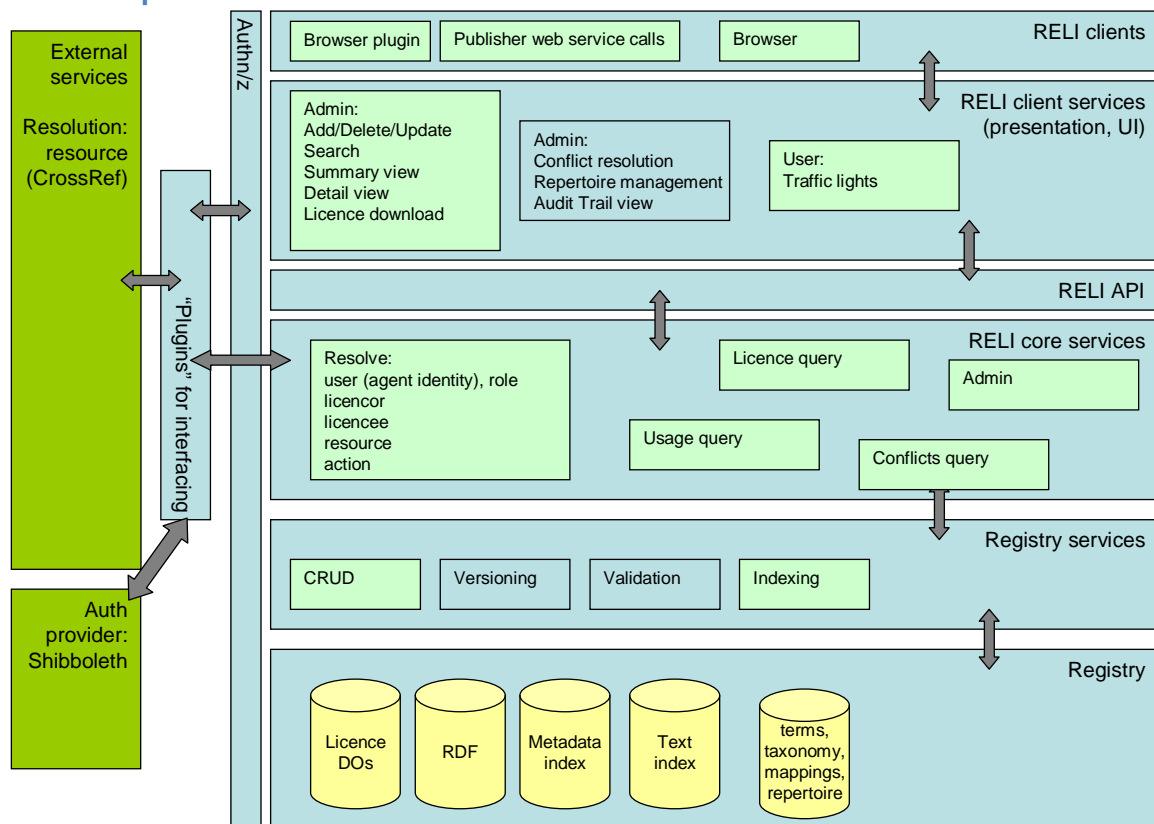 External
services
Resolution:
resource
(CrossRef)
Auth
provider:
Shibboleth
“Plugins” for interfacing
Authn/z
RELI clients
Browser plugin
Publisher web service calls
Browser
RELI client services
(presentation, UI)
Admin:
Add/Delete/Update
Search
Summary view
Detail view
Licence download
Admin:
Conflict resolution
Repertoire management
Audit Trail view
User:
Traffic lights
RELI API
RELI core services
Resolve:
user (agent identity), role
licencor
licencee
resource
action
Licence query
Admin
Usage query
Conflicts query
Registry services
CRUD
Versioning
Validation
Indexing
Registry
Licence
DOs
RDF
Metadata
index
Text
index
terms,
taxonomy,
mappings,
repertoire